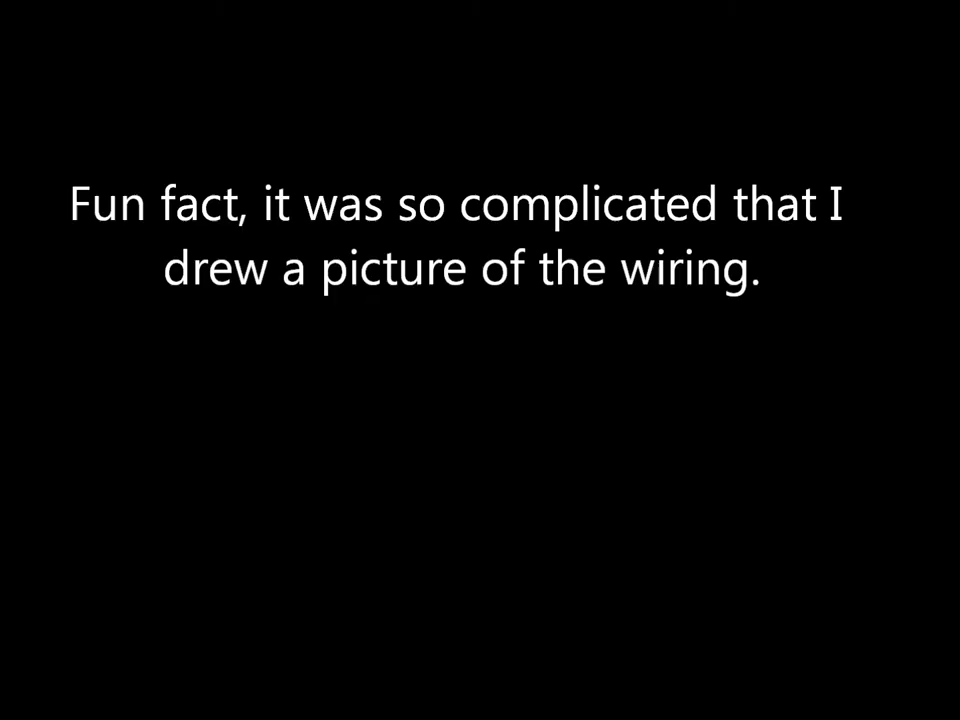 Fun fact, it was so complicated that I
drew a picture of the wiring.